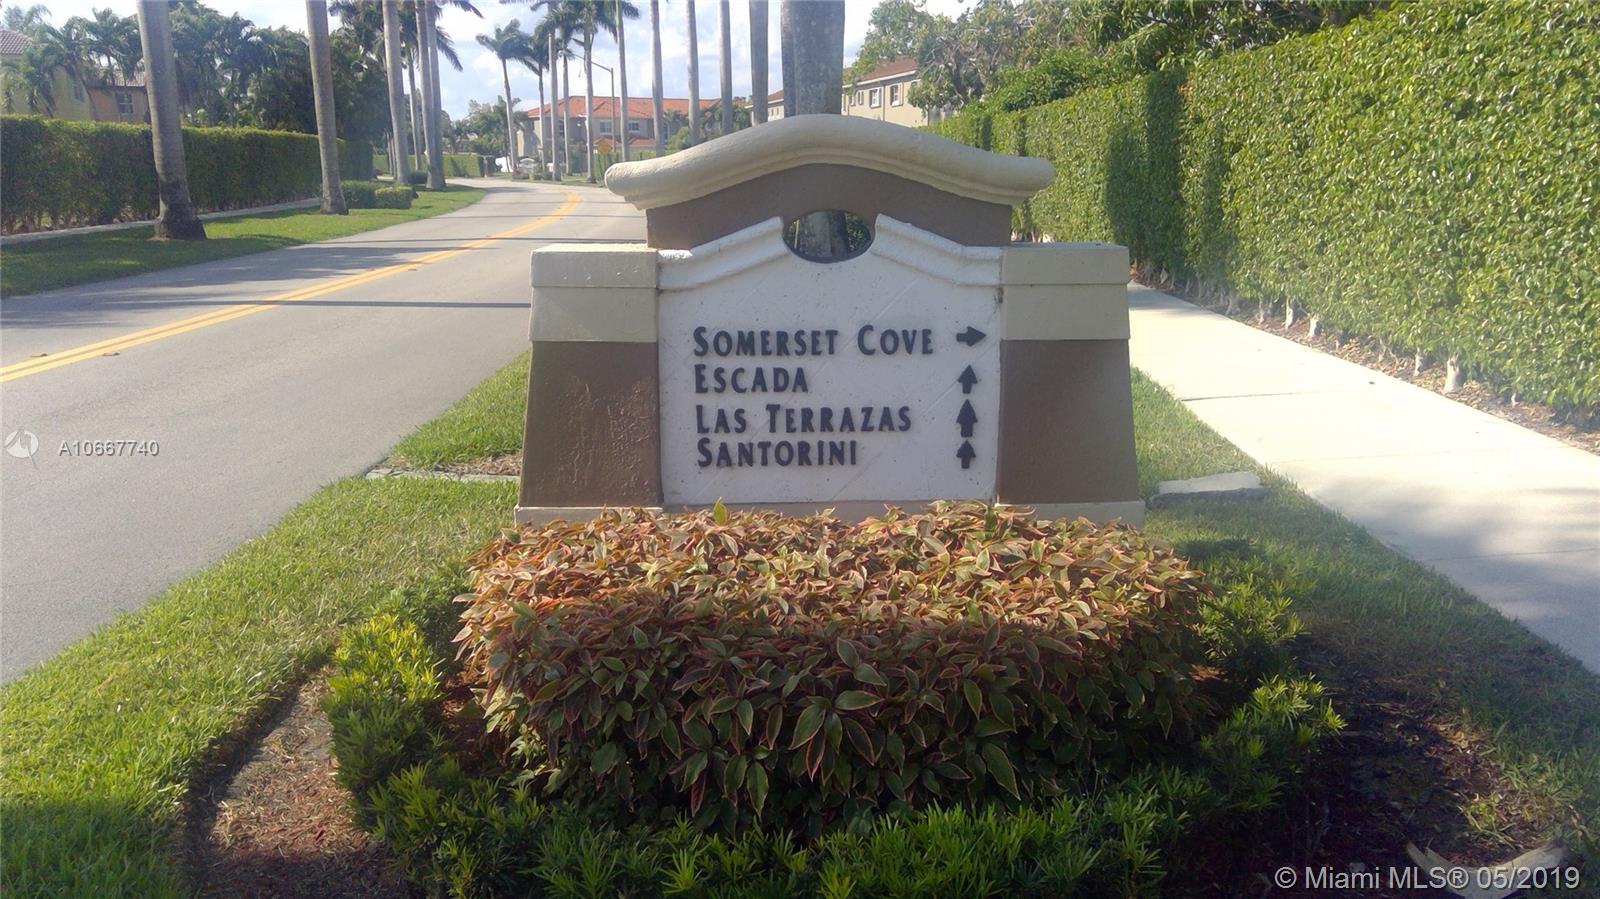 SOMERSET COVE →
ESCADA ↑
LAS TERRAZAS ↑
SANTORINI ↑
A10667740
© Miami MLS® 05/2019